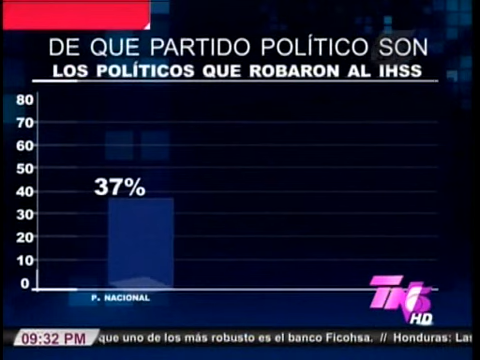 DE QUE PARTIDO POLÍTICO SON
LOS POLÍTICOS QUE ROBARON AL IHSS
80
70
60
50
40
30
20
10
0
37%
P. NACIONAL
TN5
HD
09:32 PM que uno de los más robusto es el banco Ficohsa. // Honduras; Las